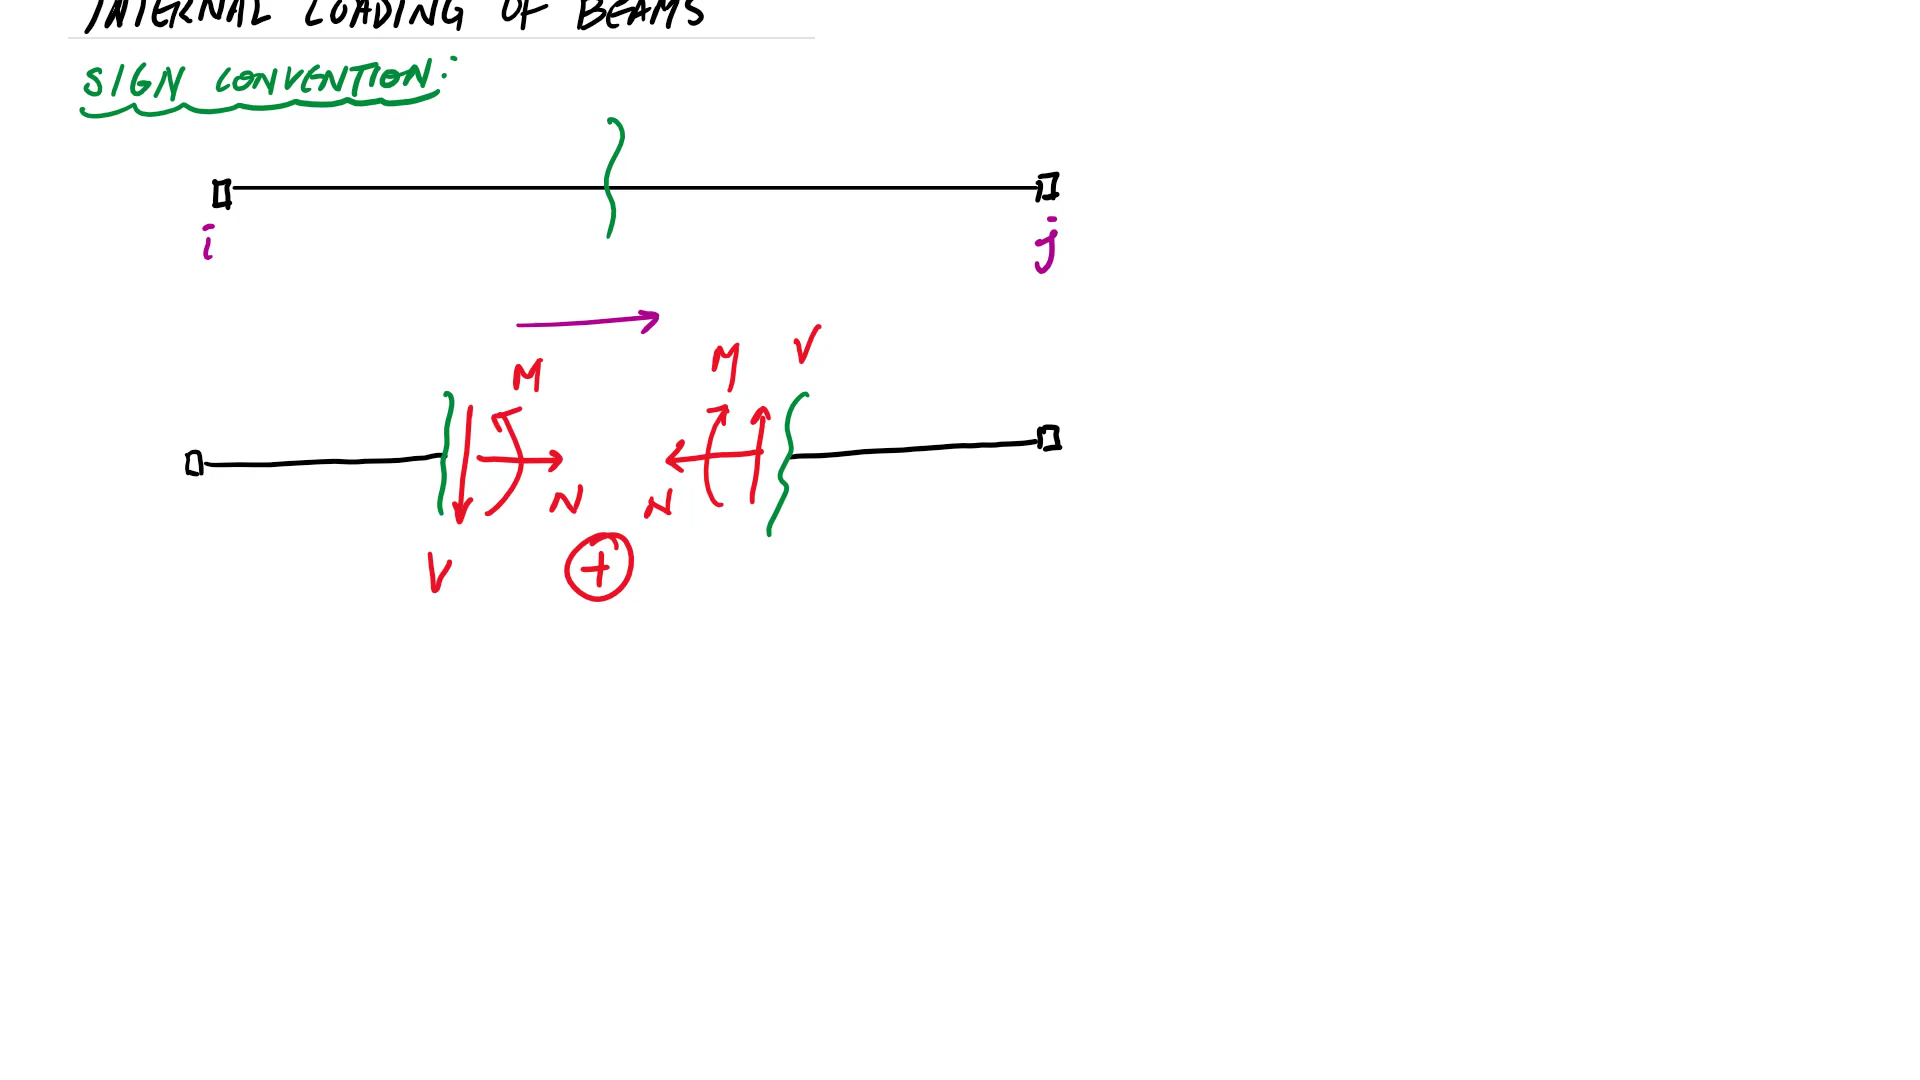 INTERNAL LOADING OF BEAMS
SIGN CONVENTION:
i
j
M
M
V
N
N
V
+